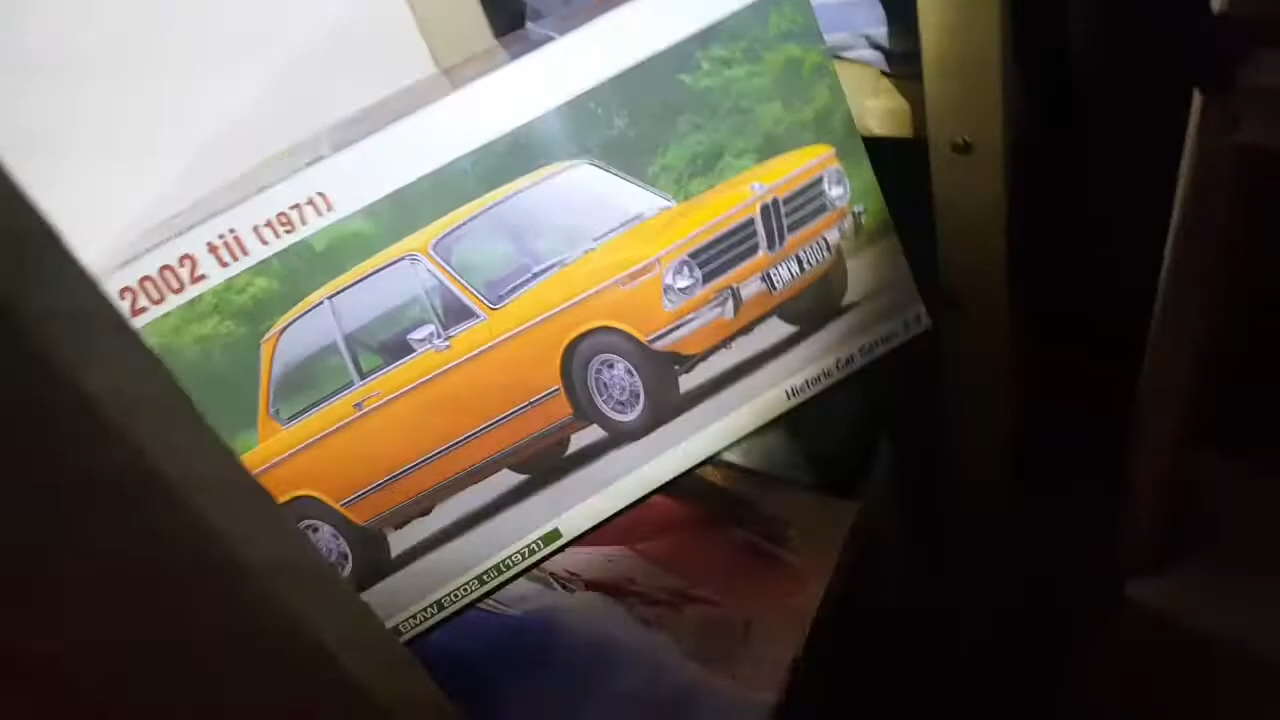 2002 tii (1971)
BMW 2002
Historic Car Series
BMW 2002 tii (1971)